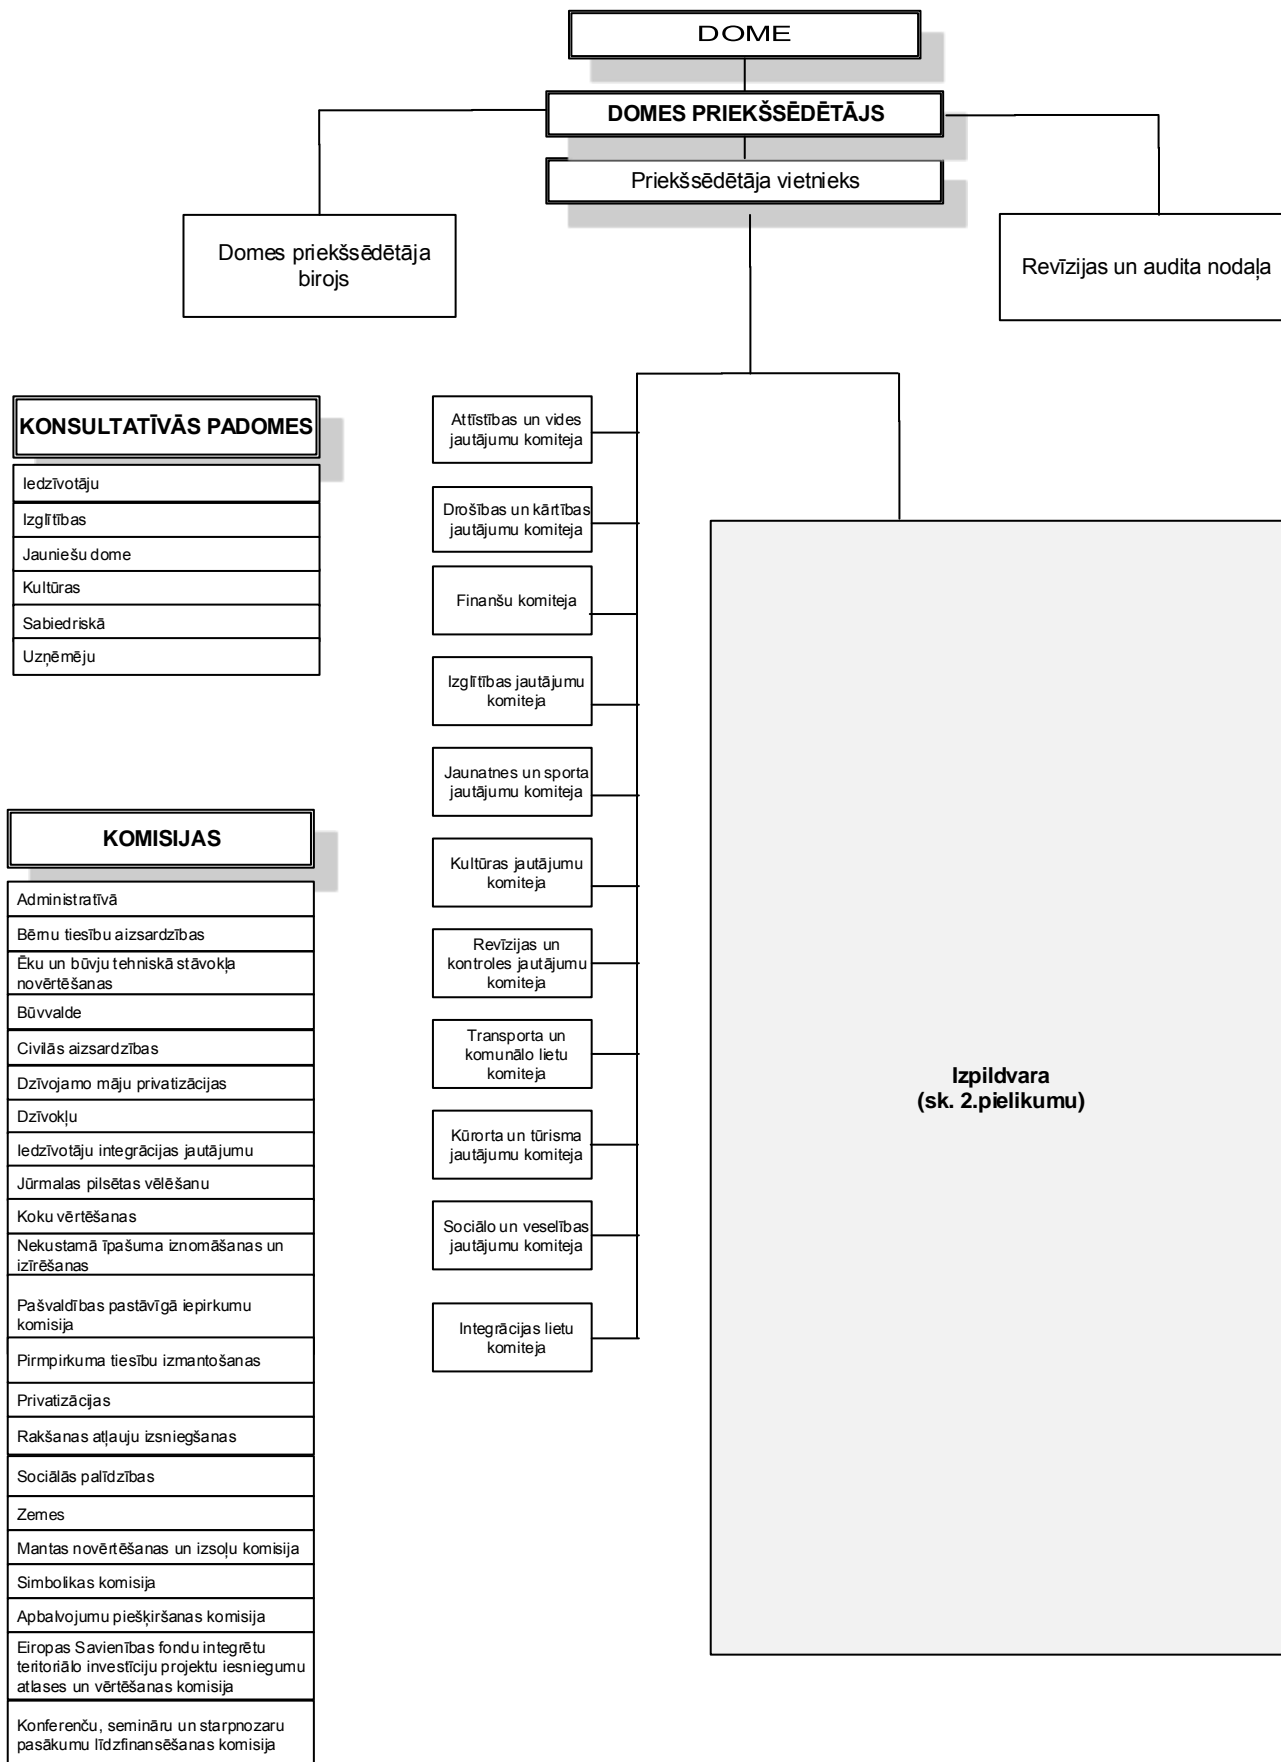 DOME
DOMES PRIEKŠSĒDĒTĀJS
Priekšsēdētāja vietnieks
Domes priekšsēdētāja
birojs
Revīzijas un audita nodaļa
KONSULTATĪVĀS PADOMES
Iedzīvotāju
Izglītības
Jauniešu dome
Kultūras
Sabiedriskā
Uzņēmēju
KOMISIJAS
Administratīvā
Bērnu tiesību aizsardzības
Ēku un būvju tehniskā stāvokļa
novērtēšanas
Būvvalde
Civilās aizsardzības
Dzīvojamo māju privatizācijas
Dzīvokļu
Iedzīvotāju integrācijas jautājumu
Jūrmalas pilsētas vēlēšanu
Koku vērtēšanas
Nekustamā īpašuma iznomāšanas un
izīrēšanas
Pašvaldības pastāvīgā iepirkumu
komisija
Pirmpirkuma tiesību izmantošanas
Privatizācijas
Rakšanas atļauju izsniegšanas
Sociālās palīdzības
Zemes
Mantas novērtēšanas un izsoļu komisija
Simbolikas komisija
Apbalvojumu piešķiršanas komisija
Eiropas Savienības fondu integrētu
teritoriālo investīciju projektu iesniegumu
atlases un vērtēšanas komisija
Konferenču, semināru un starpnozaru
pasākumu līdzfinansēšanas komisija
Attīstības un vides
jautājumu komiteja
Drošības un kārtības
jautājumu komiteja
Finanšu komiteja
Izglītības jautājumu
komiteja
Jaunatnes un sporta
jautājumu komiteja
Kultūras jautājumu
komiteja
Revīzijas un
kontroles jautājumu
komiteja
Transporta un
komunālo lietu
komiteja
Kūrorta un tūrisma
jautājumu komiteja
Sociālo un veselības
jautājumu komiteja
Integrācijas lietu
komiteja
Izpildvara
(sk. 2.pielikumu)